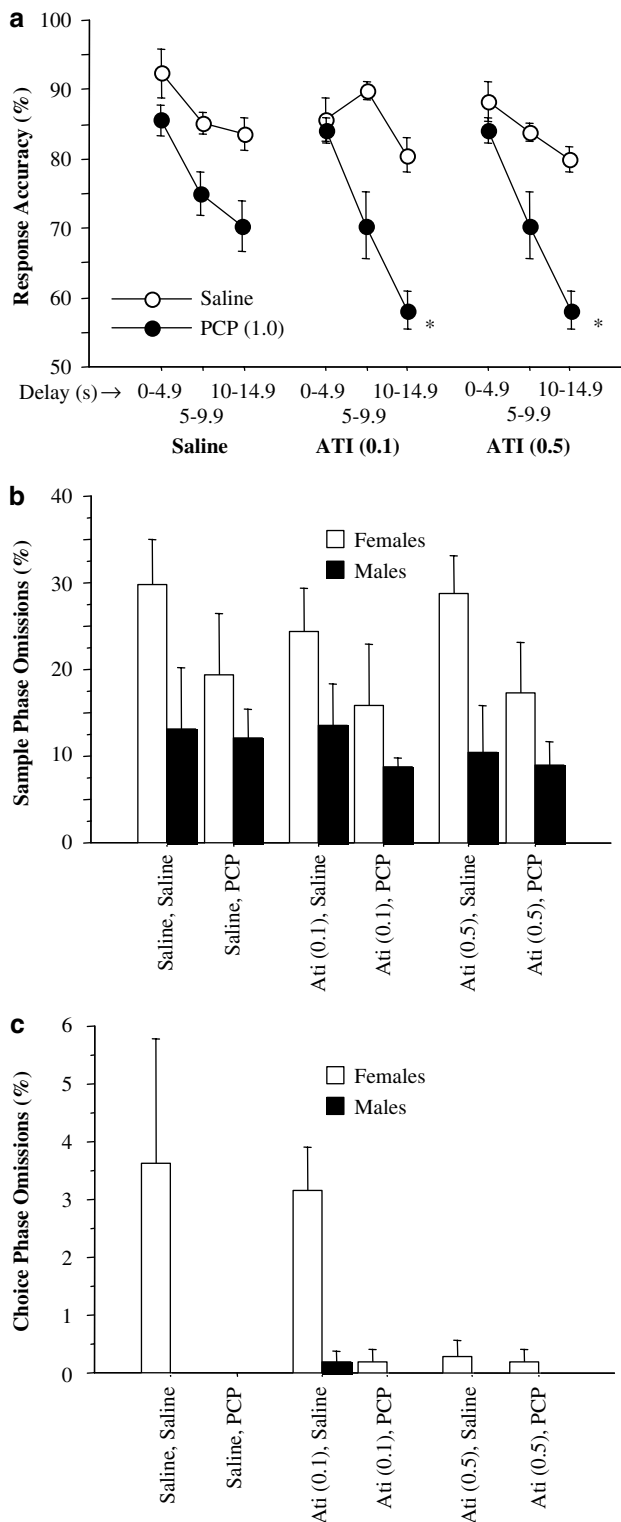 a
Response Accuracy (%)
100
90
80
70
60
50
Saline
PCP (1.0)
Delay (s) → 0-4.9 10-14.9 0-4.9 10-14.9 0-4.9 10-14.9
5-9.9 5-9.9 5-9.9
Saline ATI (0.1) ATI (0.5)
*
*
b
Sample Phase Omissions (%)
40
30
20
10
0
Females
Males
Saline, Saline
Saline, PCP
Ati (0.1), Saline
Ati (0.1), PCP
Ati (0.5), Saline
Ati (0.5), PCP
c
Choice Phase Omissions (%)
6
5
4
3
2
1
0
Females
Males
Saline, Saline
Saline, PCP
Ati (0.1), Saline
Ati (0.1), PCP
Ati (0.5), Saline
Ati (0.5), PCP